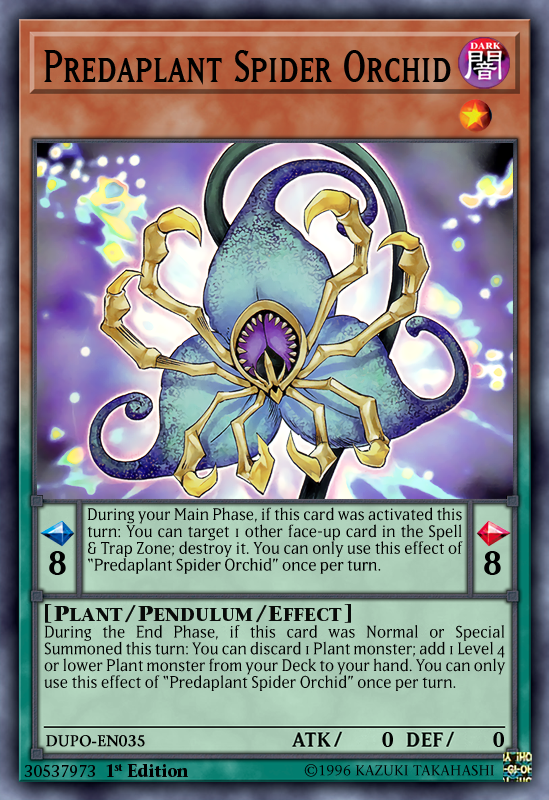 PREDAPLANT SPIDER ORCHID
DARK
闇
8
During your Main Phase, if this card was activated this
turn: You can target 1 other face-up card in the Spell
& Trap Zone; destroy it. You can only use this effect of
"Predaplant Spider Orchid" once per turn.
8
[PLANT/PENDULUM/EFFECT]
During the End Phase, if this card was Normal or Special
Summoned this turn: You can discard 1 Plant monster; add 1 Level 4
or lower Plant monster from your Deck to your hand. You can only
use this effect of "Predaplant Spider Orchid" once per turn.
DUPO-EN035 ATK/ 0 DEF/ 0
30537973 1st Edition ©1996 KAZUKI TAKAHASHI